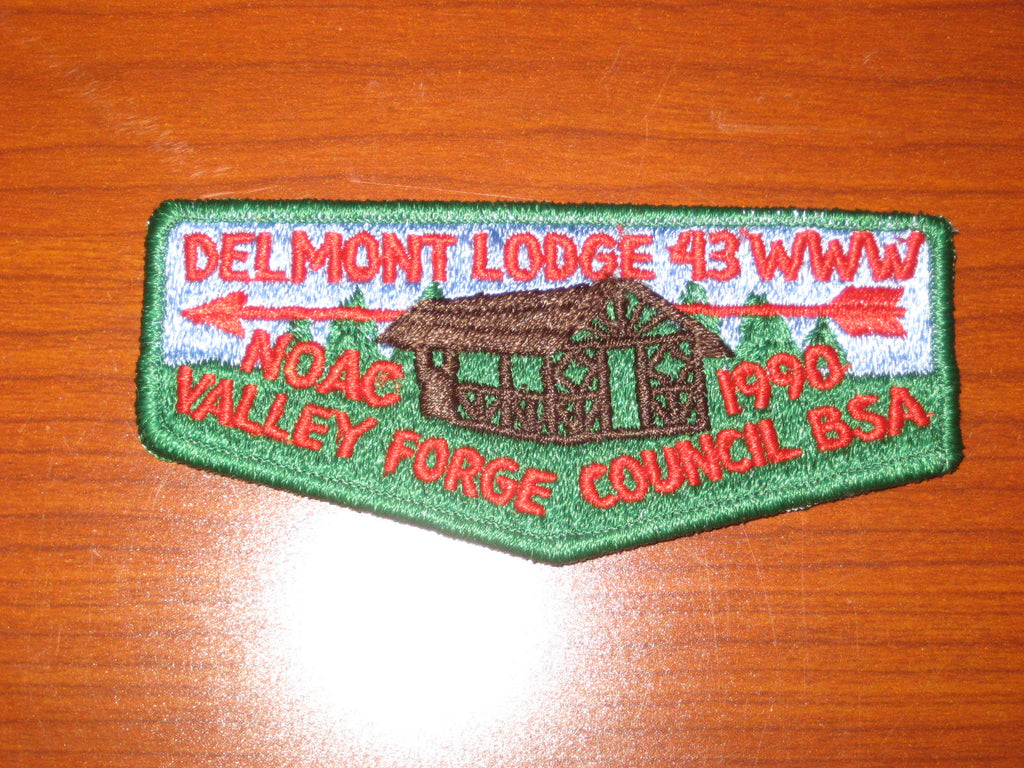 DELMONT LODGE 43 WWW
NOAC 1990
VALLEY FORGE COUNCIL BSA